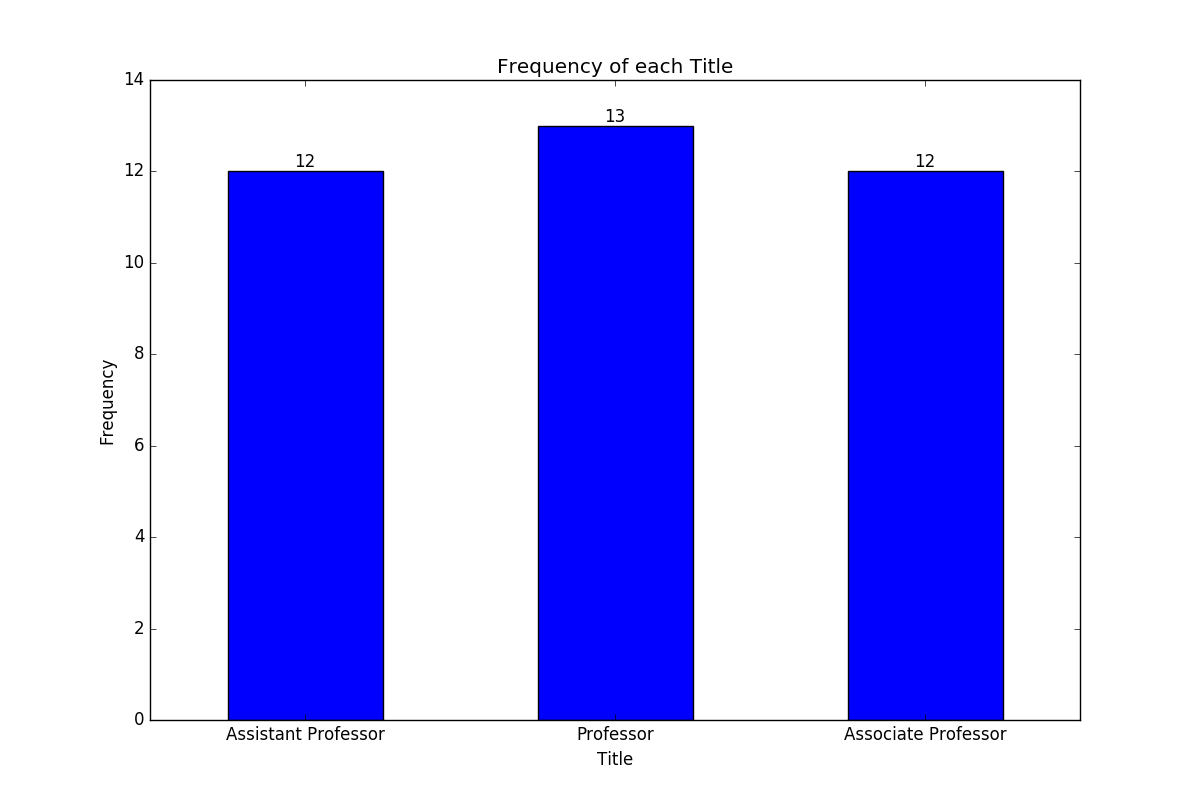 Frequency of each Title
14
12
10
8
6
4
2
0
Frequency
12
13
12
Assistant Professor
Professor
Associate Professor
Title